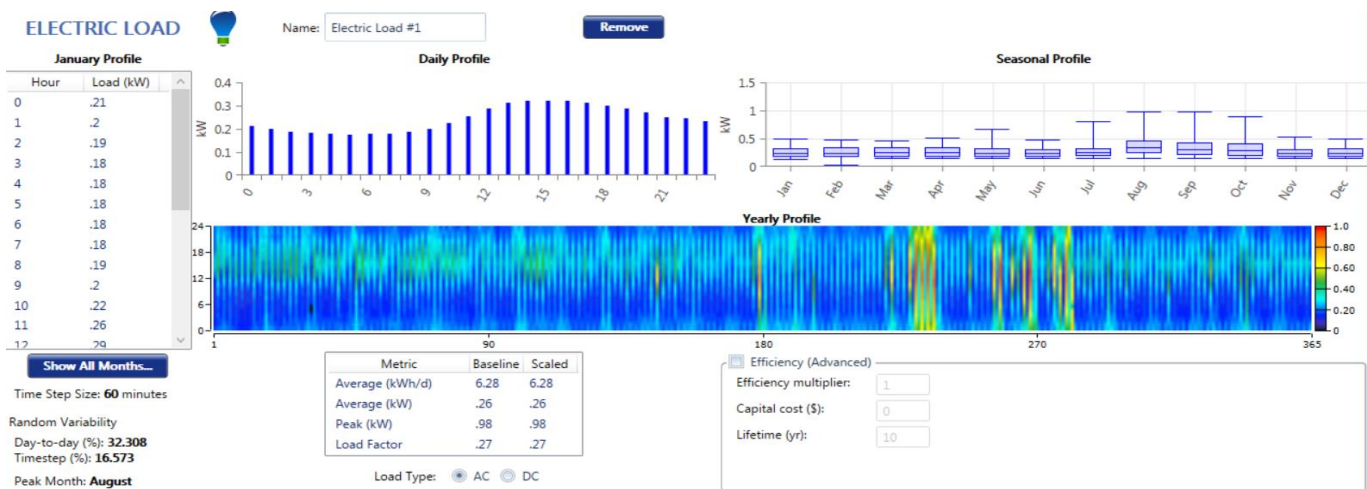 ELECTRIC LOAD
Name: Electric Load #1
Remove
January Profile
Hour Load (kW)
0 .21
1 .2
2 .19
3 .18
4 .18
5 .18
6 .18
7 .18
8 .19
9 .2
10 .22
11 .26
12 .29
Show All Months...
Time Step Size: 60 minutes
Random Variability
Day-to-day (%): 32.308
Timestep (%): 16.573
Peak Month: August
Daily Profile
kW
0.4
0.3
0.2
0.1
0
0 3 6 9 12 15 18 21
Seasonal Profile
kW
1.5
1
0.5
0
Jan Feb Mar Apr May Jun Jul Aug Sep Oct Nov Dec
Yearly Profile
24
18
12
6
0
1 90 180 270 365
1.0
0.80
0.60
0.40
0.20
0
Metric Baseline Scaled
Average (kWh/d) 6.28 6.28
Average (kW) .26 .26
Peak (kW) .98 .98
Load Factor .27 .27
Load Type: AC DC
Efficiency (Advanced)
Efficiency multiplier: 1
Capital cost ($): 0
Lifetime (yr): 10